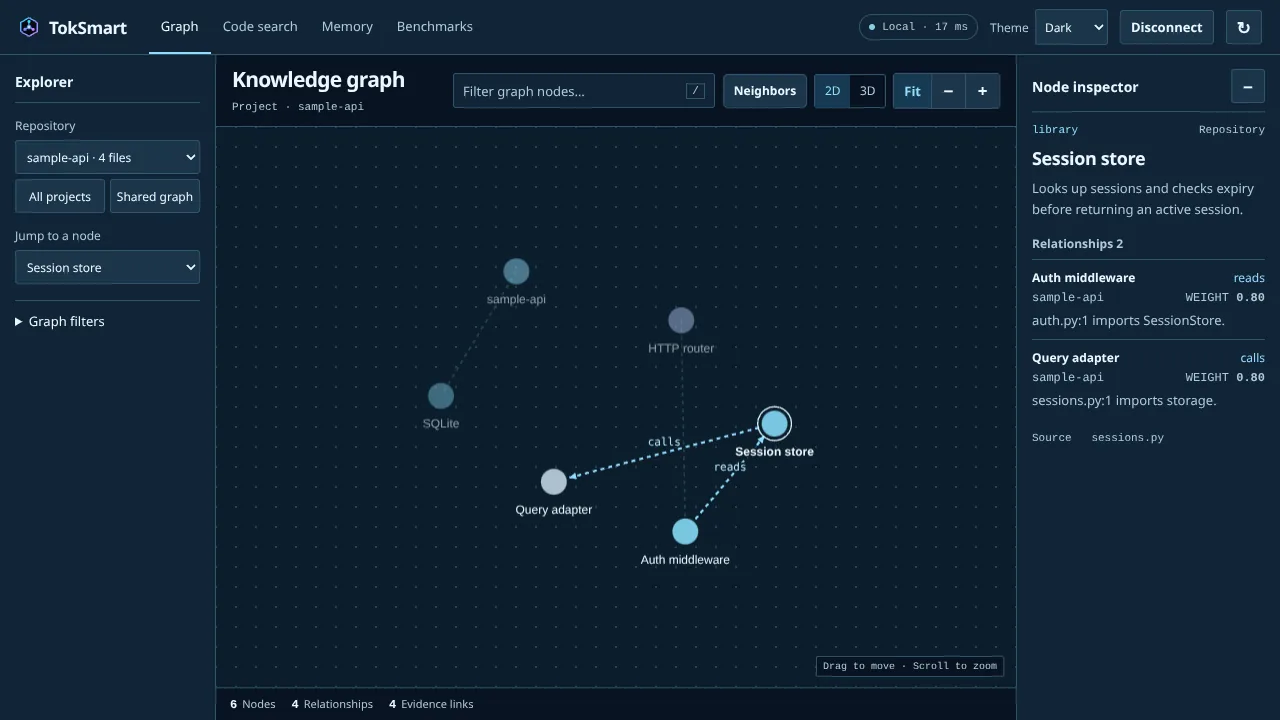 TokSmart
Graph
Code search
Memory
Benchmarks
Local · 17 ms
Theme
Dark
Disconnect
↻
Explorer
Repository
sample-api · 4 files
All projects
Shared graph
Jump to a node
Session store
Graph filters
Knowledge graph
Project · sample-api
Filter graph nodes…
/
Neighbors
2D
3D
Fit
−
+
sample-api
HTTP router
SQLite
calls
Session store
reads
Query adapter
Auth middleware
Drag to move · Scroll to zoom
6 Nodes 4 Relationships 4 Evidence links
Node inspector
−
library
Repository
Session store
Looks up sessions and checks expiry
before returning an active session.
Relationships 2
Auth middleware reads
sample-api WEIGHT 0.80
auth.py:1 imports SessionStore.
Query adapter calls
sample-api WEIGHT 0.80
sessions.py:1 imports storage.
Source sessions.py